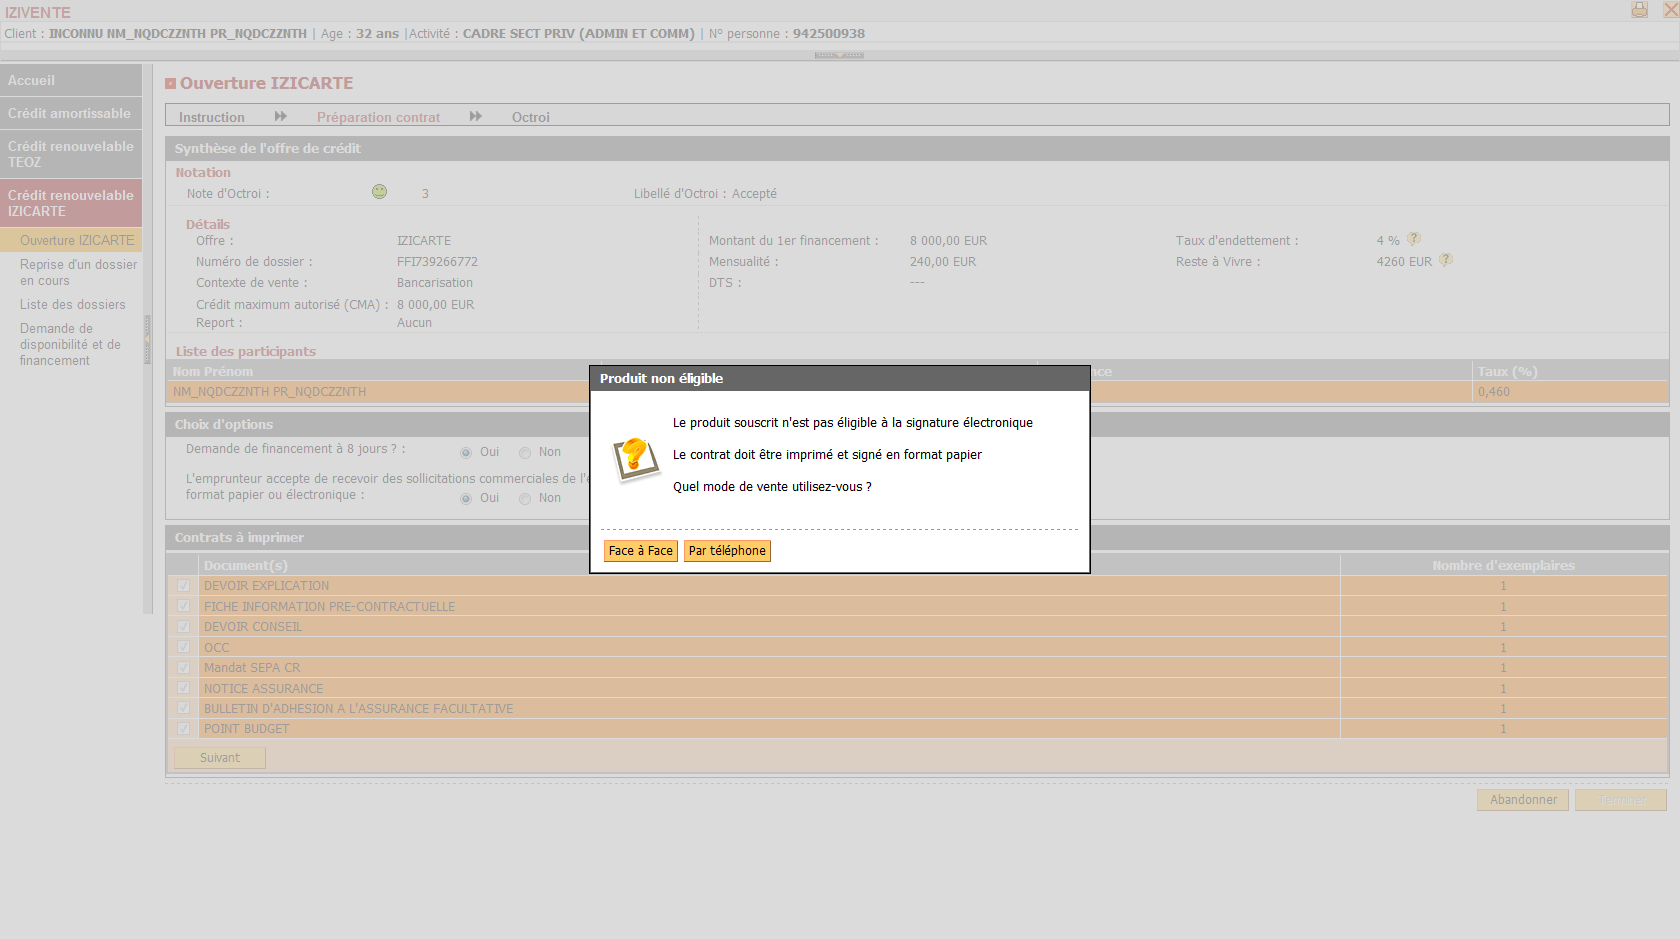 IZIVENTE
Client : INCONNU NM_NQDCZZNTH PR_NQDCZZNTH | Age : 32 ans |Activité : CADRE SECT PRIV (ADMIN ET COMM) | N° personne : 942500938
Accueil
Crédit amortissable
Crédit renouvelable
TEOZ
Crédit renouvelable
IZICARTE
Ouverture IZICARTE
Reprise d'un dossier
en cours
Liste des dossiers
Demande de
disponibilité et de
financement
Ouverture IZICARTE
Instruction Préparation contrat Octroi
Synthèse de l'offre de crédit
Notation
Note d'Octroi : 3 Libellé d'Octroi : Accepté
Détails
Offre : IZICARTE Montant du 1er financement : 8 000,00 EUR Taux d'endettement : 4 % ?
Numéro de dossier : FFI739266772 Mensualité : 240,00 EUR Reste à Vivre : 4260 EUR ?
Contexte de vente : Bancarisation DTS : ---
Crédit maximum autorisé (CMA) : 8 000,00 EUR
Report : Aucun
Liste des participants
Nom Prénom nce Taux (%)
NM_NQDCZZNTH PR_NQDCZZNTH 0,460
Choix d'options
Demande de financement à 8 jours ? : Oui Non
L'emprunteur accepte de recevoir des sollicitations commerciales de l'e
format papier ou électronique : Oui Non
Produit non éligible
Le produit souscrit n'est pas éligible à la signature électronique
Le contrat doit être imprimé et signé en format papier
Quel mode de vente utilisez-vous ?
Face à Face Par téléphone
Contrats à imprimer
Document(s) Nombre d'exemplaires
DEVOIR EXPLICATION 1
FICHE INFORMATION PRE-CONTRACTUELLE 1
DEVOIR CONSEIL 1
OCC 1
Mandat SEPA CR 1
NOTICE ASSURANCE 1
BULLETIN D'ADHESION A L'ASSURANCE FACULTATIVE 1
POINT BUDGET 1
Suivant
Abandonner Terminer